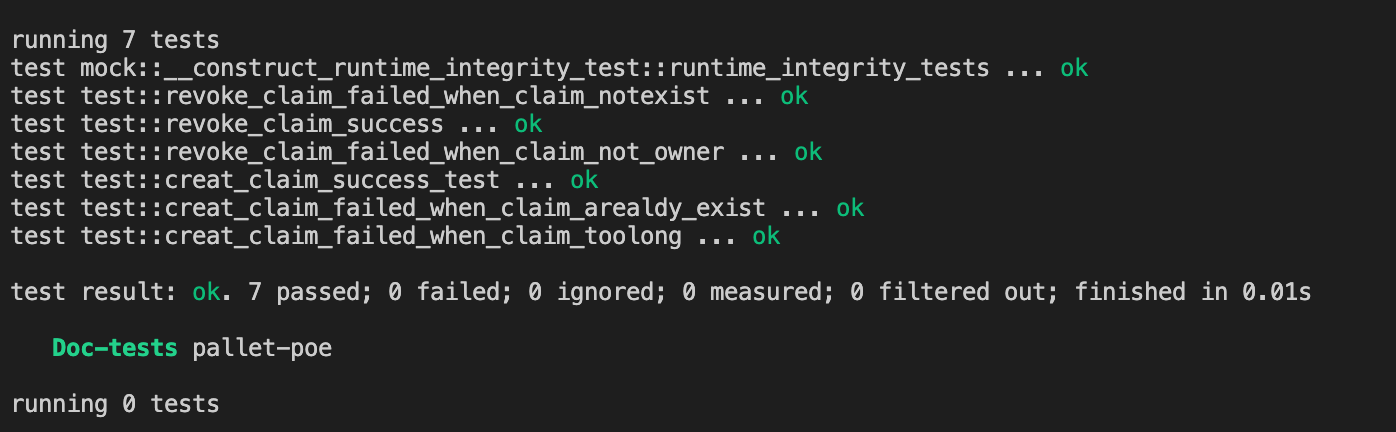 running 7 tests
test mock::__construct_runtime_integrity_test::runtime_integrity_tests ... ok
test test::revoke_claim_failed_when_claim_notexist ... ok
test test::revoke_claim_success ... ok
test test::revoke_claim_failed_when_claim_not_owner ... ok
test test::creat_claim_success_test ... ok
test test::creat_claim_failed_when_claim_arealdy_exist ... ok
test test::creat_claim_failed_when_claim_toolong ... ok
test result: ok. 7 passed; 0 failed; 0 ignored; 0 measured; 0 filtered out; finished in 0.01s
Doc-tests pallet-poe
running 0 tests